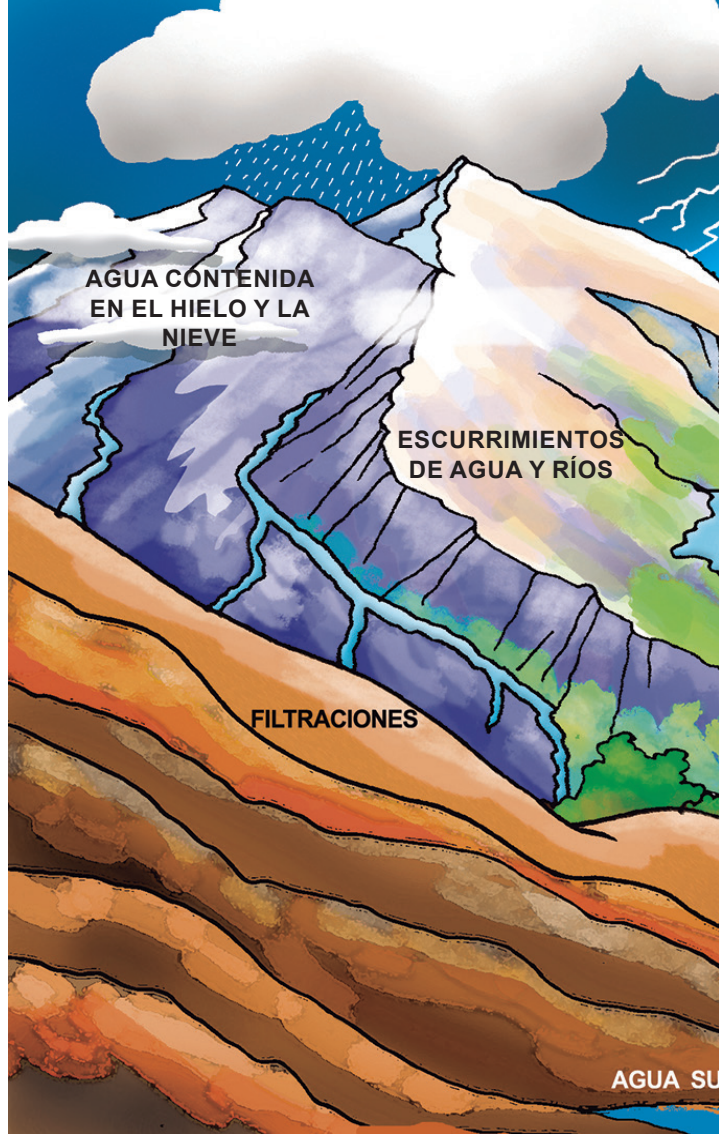 AGUA CONTENIDA
EN EL HIELO Y LA
NIEVE
ESCURRIMIENTOS
DE AGUA Y RÍOS
FILTRACIONES
AGUA SU